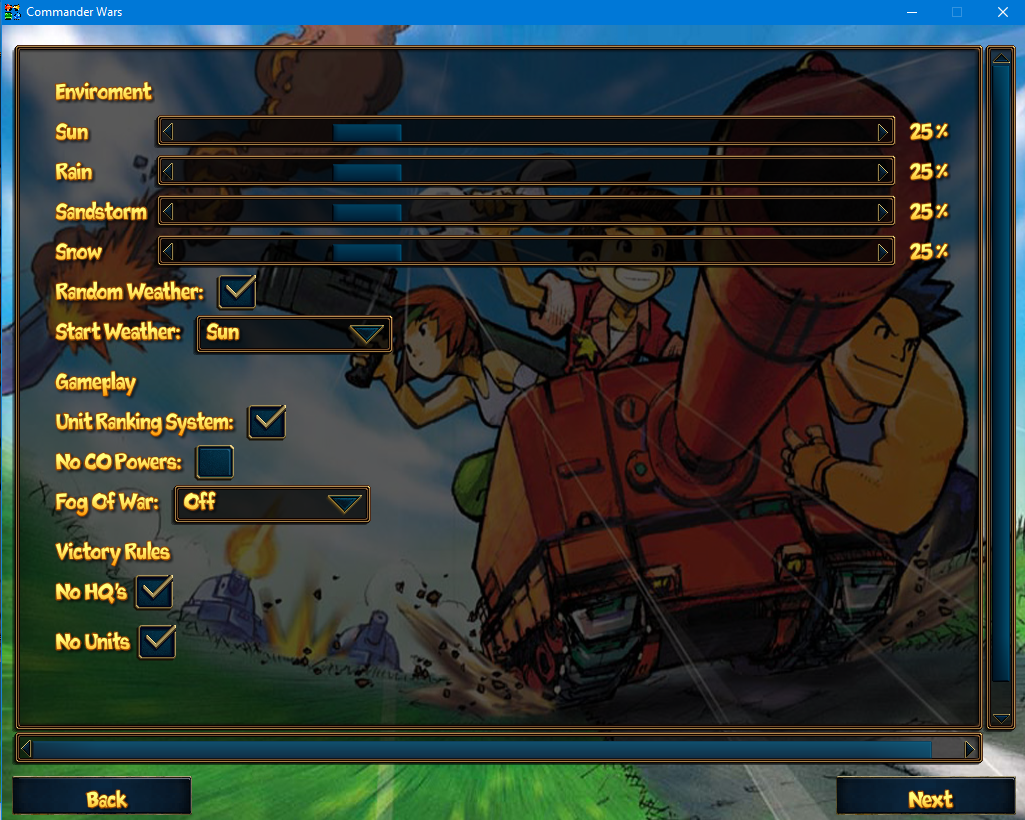 Commander Wars
Enviroment
Sun 25 %
Rain 25 %
Sandstorm 25 %
Snow 25 %
Random Weather:
Start Weather: Sun
Gameplay
Unit Ranking System:
No CO Powers:
Fog Of War: Off
Victory Rules
No HQ's
No Units
Back Next